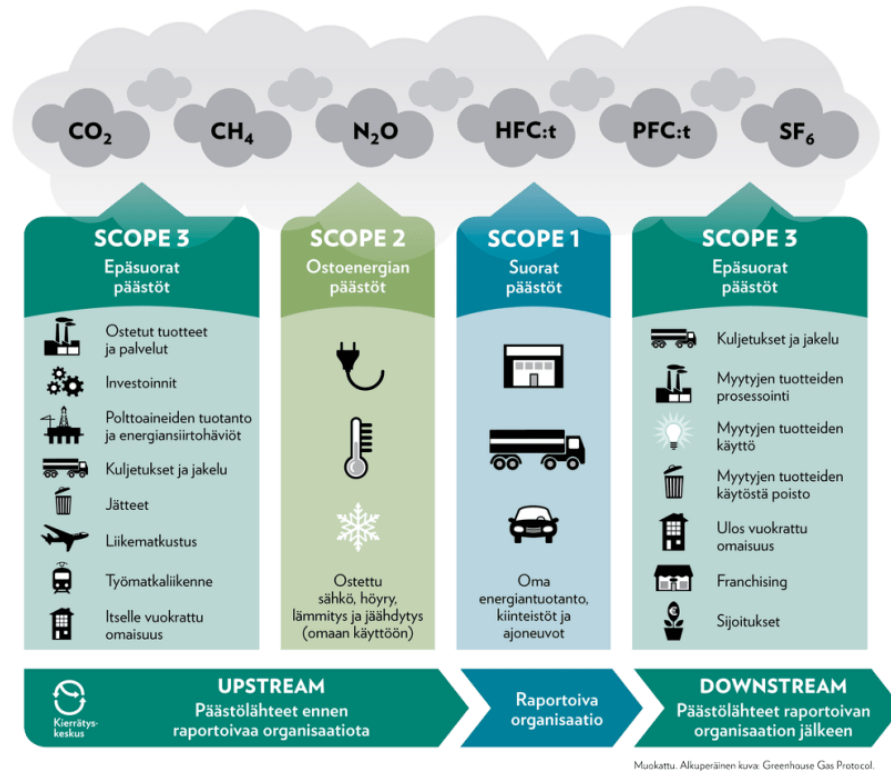 CO₂
CH₄
N₂O
HFC:t
PFC:t
SF₆
SCOPE 3
Epäsuorat
päästöt
Ostetut tuotteet
ja palvelut
Investoinnit
Polttoaineiden tuotanto
ja energiansiirtohäviöt
Kuljetukset ja jakelu
Jätteet
Liikematkustus
Työmatkaliikenne
Itselle vuokrattu
omaisuus
SCOPE 2
Ostoenergian
päästöt
Ostettu
sähkö, höyry,
lämmitys ja jäähdytys
(omaan käyttöön)
SCOPE 1
Suorat
päästöt
Oma
energiantuotanto,
kiinteistöt ja
ajoneuvot
SCOPE 3
Epäsuorat
päästöt
Kuljetukset ja jakelu
Myytyjen tuotteiden
prosessointi
Myytyjen tuotteiden
käyttö
Myytyjen tuotteiden
käytöstä poisto
Ulos vuokrattu
omaisuus
Franchising
€
Sijoitukset
Kierrätys-
keskus
UPSTREAM
Päästölähteet ennen
raportoivaa organisaatiota
Raportoiva
organisaatio
DOWNSTREAM
Päästölähteet raportoivan
organisaation jälkeen
Muokattu. Alkuperäinen kuva: Greenhouse Gas Protocol.